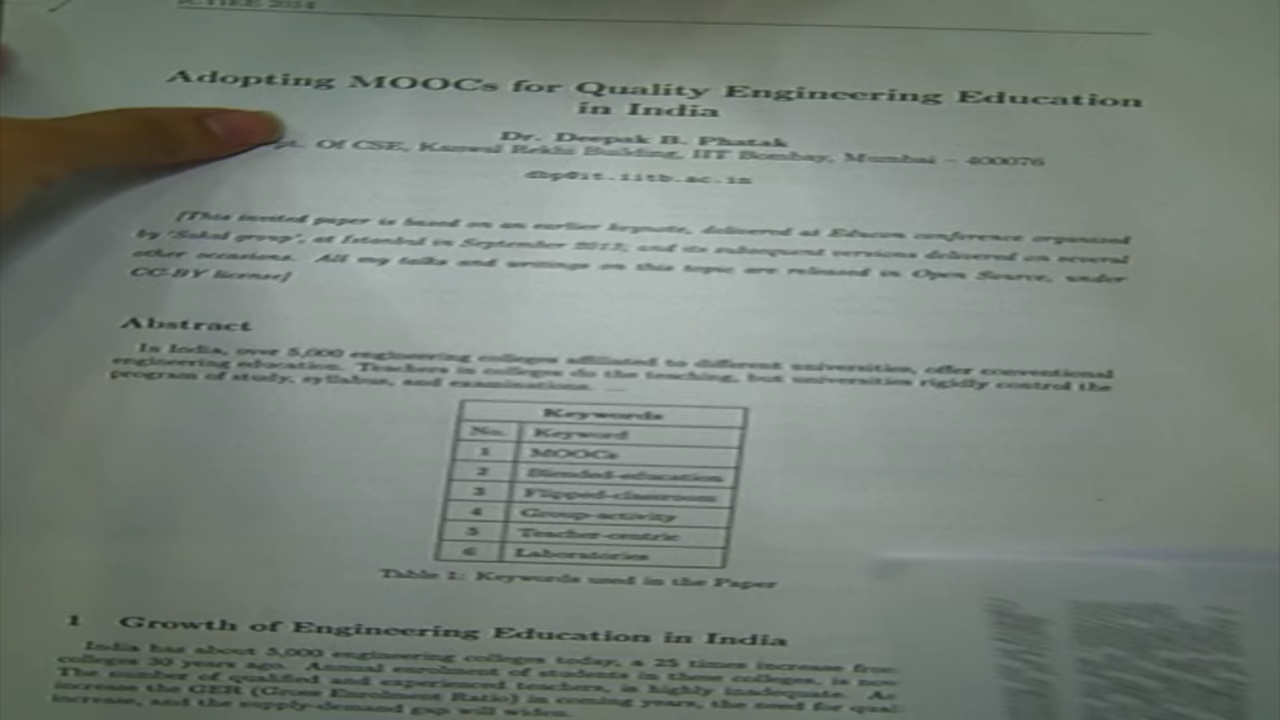 2014
Adopting MOOCs for Quality Engineering Education
in India
Dr. Deepak B. Phatak
Of CSE, Kanwal Rekhi Building, IIT Bombay, Mumbai – 400076
dbp@it.iitb.ac.in
[This invited paper is based on an earlier keynote, delivered at Educon conference organized
by 'Sakal group', at Istanbul in September 2013, and its subsequent versions delivered on several
other occasions. All my talks and writings on this topic are released in Open Source, under
CC-BY license]
Abstract
In India, over 5,000 engineering colleges affiliated to different universities, offer conventional
engineering education. Teachers in colleges do the teaching, but universities rigidly control the
program of study, syllabus, and examinations. ...
Keywords
No. Keyword
1 MOOCs
2 Blended-education
3 Flipped-classroom
4 Group-activity
5 Teacher-centric
6 Laboratories
Table 1: Keywords used in the Paper
1 Growth of Engineering Education in India
India has about 5,000 engineering colleges today, a 25 times increase from
colleges 30 years ago. Annual enrolment of students in these colleges, is now
The number of qualified and experienced teachers, is highly inadequate. As
increase the GER (Gross Enrolment Ratio) in coming years, the need for qual
increase, and the supply-demand gap will widen.